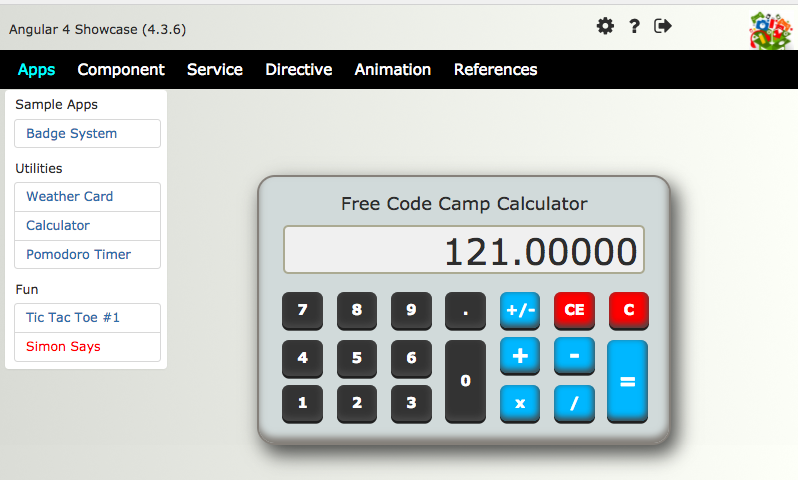 Angular 4 Showcase (4.3.6)
?
Apps Component Service Directive Animation References
Sample Apps
Badge System
Utilities
Weather Card
Calculator
Pomodoro Timer
Fun
Tic Tac Toe #1
Simon Says
Free Code Camp Calculator
121.00000
7 8 9 . +/- CE C
4 5 6 0 + - =
1 2 3 x /